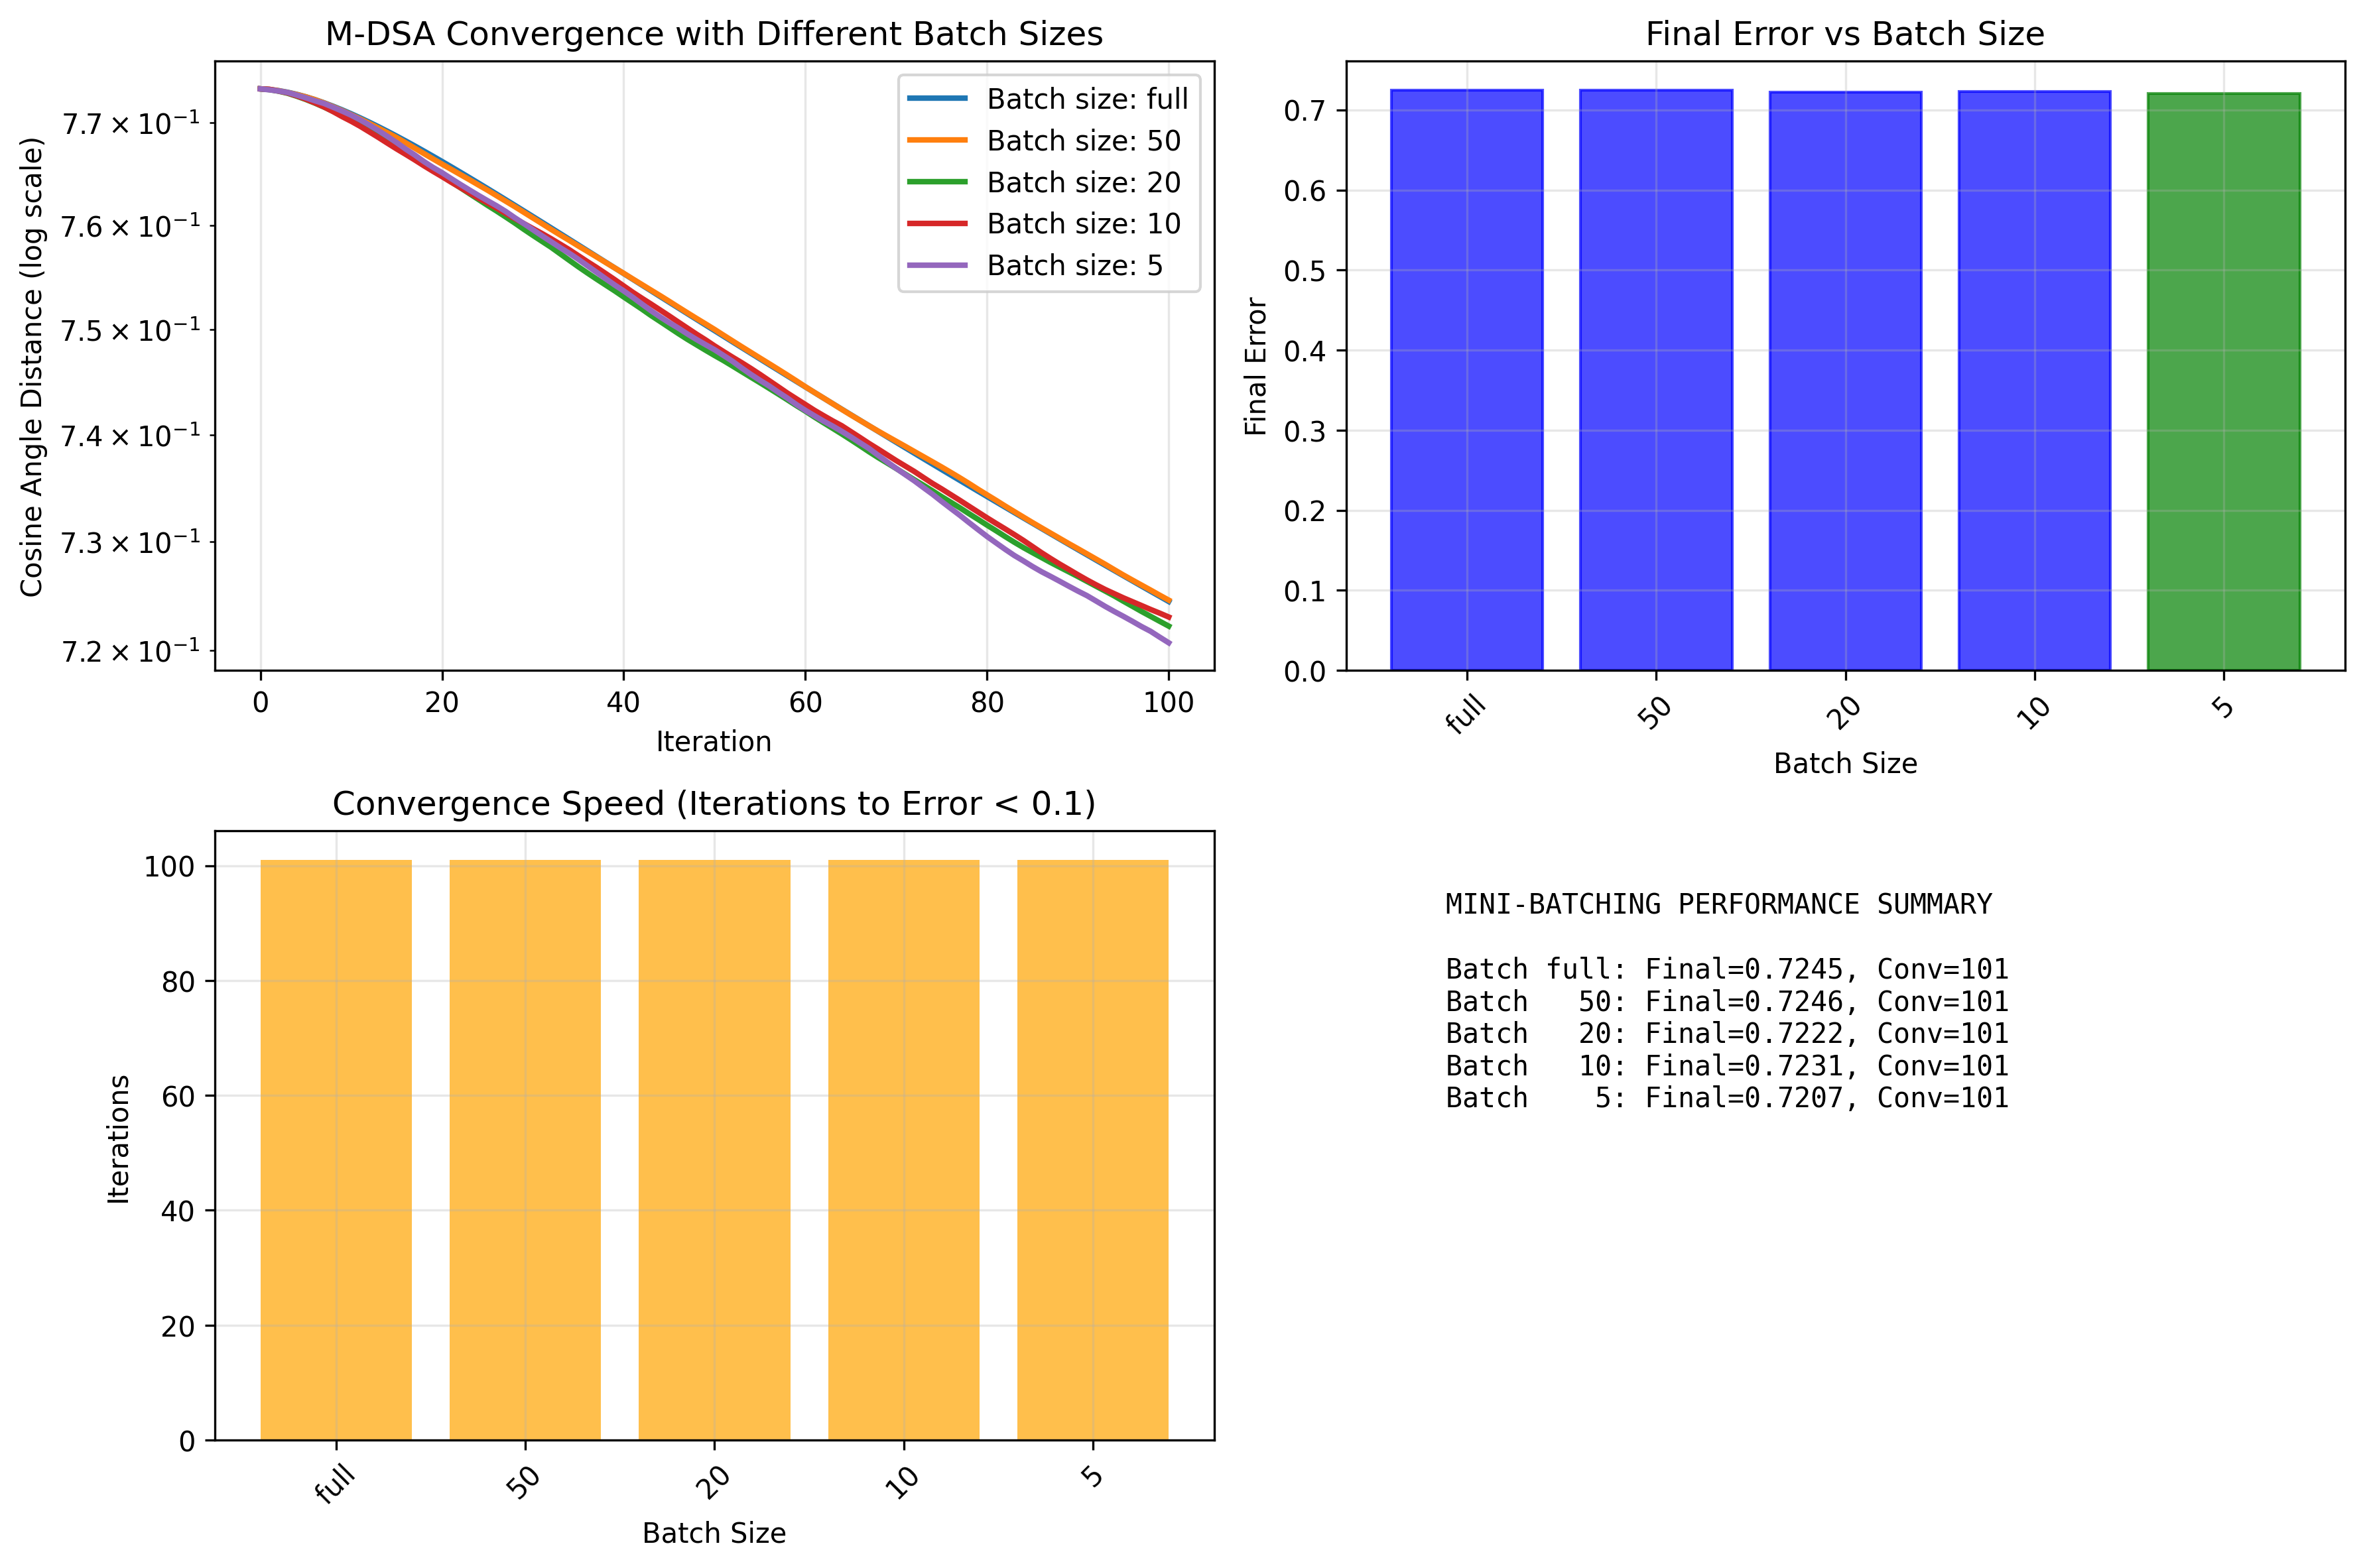 M-DSA Convergence with Different Batch Sizes
Cosine Angle Distance (log scale)
7.7 × 10⁻¹
7.6 × 10⁻¹
7.5 × 10⁻¹
7.4 × 10⁻¹
7.3 × 10⁻¹
7.2 × 10⁻¹
Batch size: full
Batch size: 50
Batch size: 20
Batch size: 10
Batch size: 5
0 20 40 60 80 100
Iteration
Final Error vs Batch Size
Final Error
0.7
0.6
0.5
0.4
0.3
0.2
0.1
0.0
full 50 20 10 5
Batch Size
Convergence Speed (Iterations to Error < 0.1)
Iterations
100
80
60
40
20
0
full 50 20 10 5
Batch Size
MINI-BATCHING PERFORMANCE SUMMARY
Batch full: Final=0.7245, Conv=101
Batch   50: Final=0.7246, Conv=101
Batch   20: Final=0.7222, Conv=101
Batch   10: Final=0.7231, Conv=101
Batch    5: Final=0.7207, Conv=101